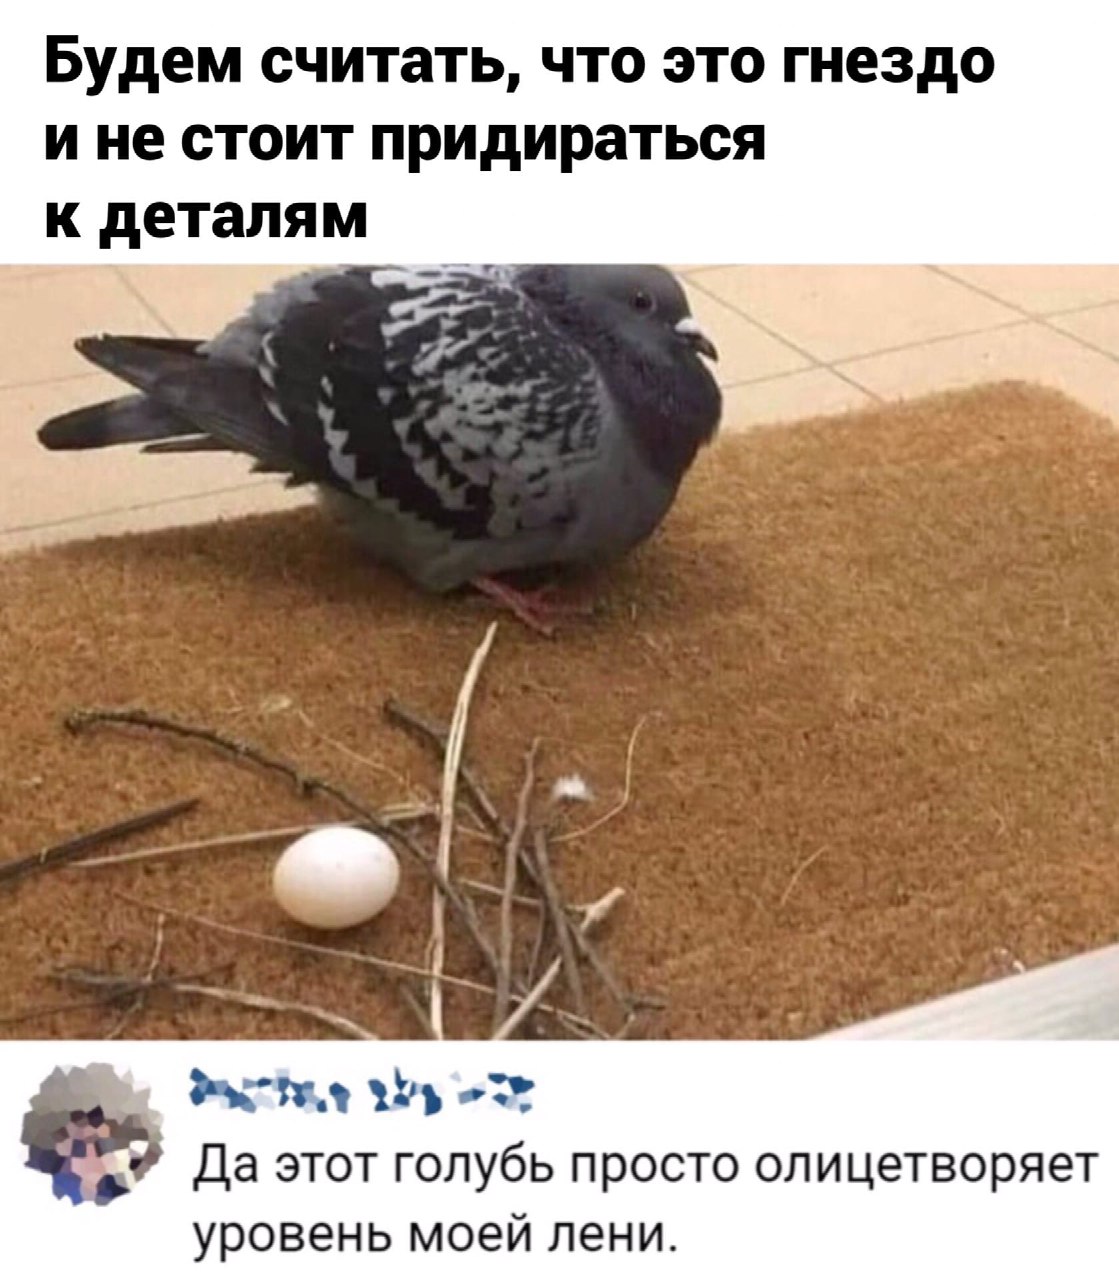 Будем считать, что это гнездо
и не стоит придираться
к деталям
Да этот голубь просто олицетворяет
уровень моей лени.